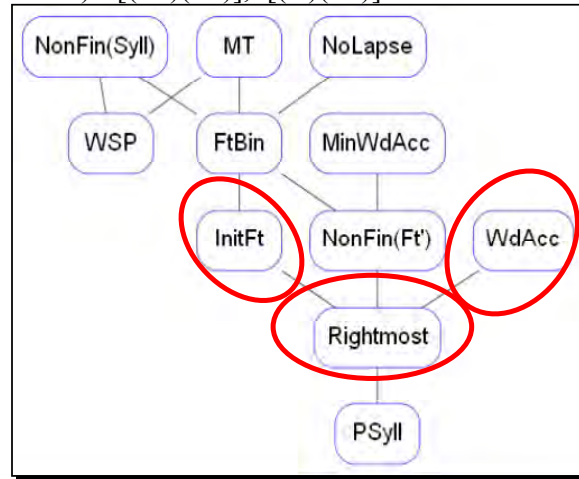 NonFin(Syll) MT NoLapse
WSP FtBin MinWdAcc
InitFt NonFin(Ft') WdAcc
Rightmost
PSyll